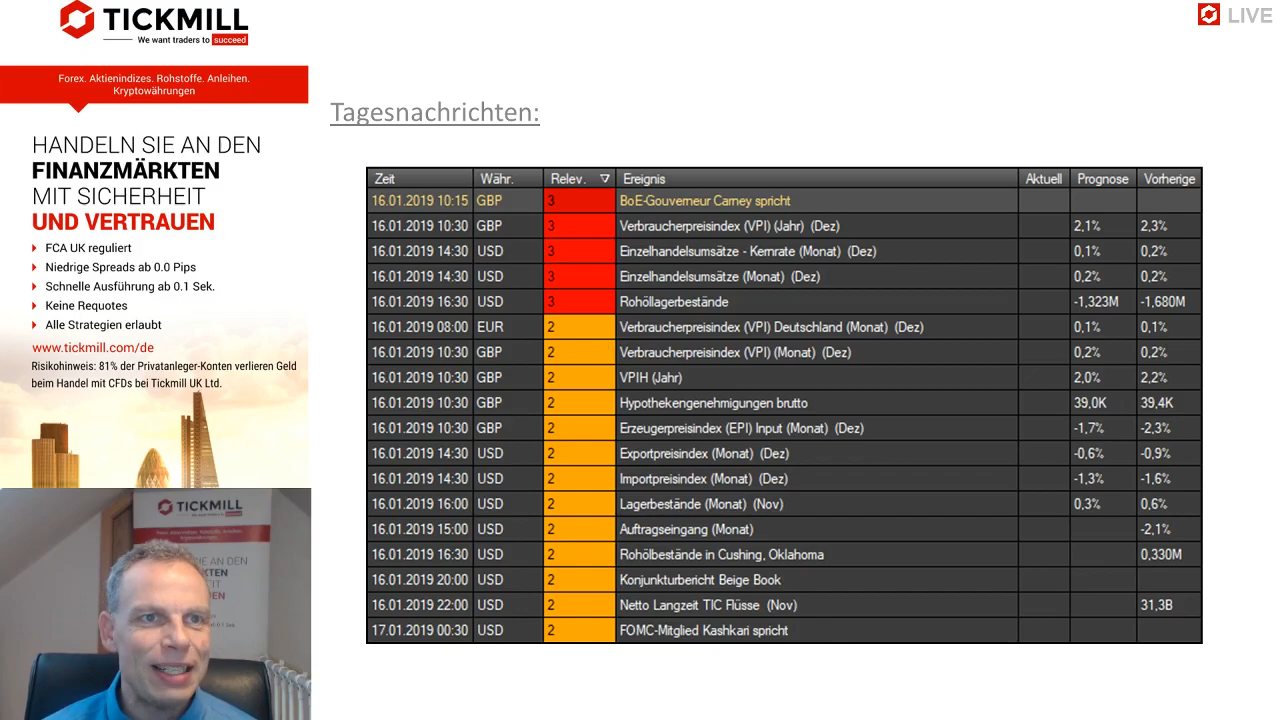 TICKMILL
We want traders to succeed
LIVE
Forex. Aktienindizes. Rohstoffe. Anleihen.
Kryptowährungen
HANDELN SIE AN DEN
FINANZMÄRKTEN
MIT SICHERHEIT
UND VERTRAUEN
FCA UK reguliert
Niedrige Spreads ab 0.0 Pips
Schnelle Ausführung ab 0.1 Sek.
Keine Requotes
Alle Strategien erlaubt
www.tickmill.com/de
Risikohinweis: 81% der Privatanleger-Konten verlieren Geld
beim Handel mit CFDs bei Tickmill UK Ltd.
Tagesnachrichten:
Zeit Währ. Relev. Ereignis Aktuell Prognose Vorherige
16.01.2019 10:15 GBP 3 BoE-Gouverneur Carney spricht
16.01.2019 10:30 GBP 3 Verbraucherpreisindex (VPI) (Jahr) (Dez) 2,1% 2,3%
16.01.2019 14:30 USD 3 Einzelhandelsumsätze - Kernrate (Monat) (Dez) 0,1% 0,2%
16.01.2019 14:30 USD 3 Einzelhandelsumsätze (Monat) (Dez) 0,2% 0,2%
16.01.2019 16:30 USD 3 Rohöllagerbestände -1,323M -1,680M
16.01.2019 08:00 EUR 2 Verbraucherpreisindex (VPI) Deutschland (Monat) (Dez) 0,1% 0,1%
16.01.2019 10:30 GBP 2 Verbraucherpreisindex (VPI) (Monat) (Dez) 0,2% 0,2%
16.01.2019 10:30 GBP 2 VPIH (Jahr) 2,0% 2,2%
16.01.2019 10:30 GBP 2 Hypothekengenehmigungen brutto 39,0K 39,4K
16.01.2019 10:30 GBP 2 Erzeugerpreisindex (EPI) Input (Monat) (Dez) -1,7% -2,3%
16.01.2019 14:30 USD 2 Exportpreisindex (Monat) (Dez) -0,6% -0,9%
16.01.2019 14:30 USD 2 Importpreisindex (Monat) (Dez) -1,3% -1,6%
16.01.2019 16:00 USD 2 Lagerbestände (Monat) (Nov) 0,3% 0,6%
16.01.2019 15:00 USD 2 Auftragseingang (Monat) -2,1%
16.01.2019 16:30 USD 2 Rohölbestände in Cushing, Oklahoma 0,330M
16.01.2019 20:00 USD 2 Konjunkturbericht Beige Book
16.01.2019 22:00 USD 2 Netto Langzeit TIC Flüsse (Nov) 31,3B
17.01.2019 00:30 USD 2 FOMC-Mitglied Kashkari spricht
TICKMILL